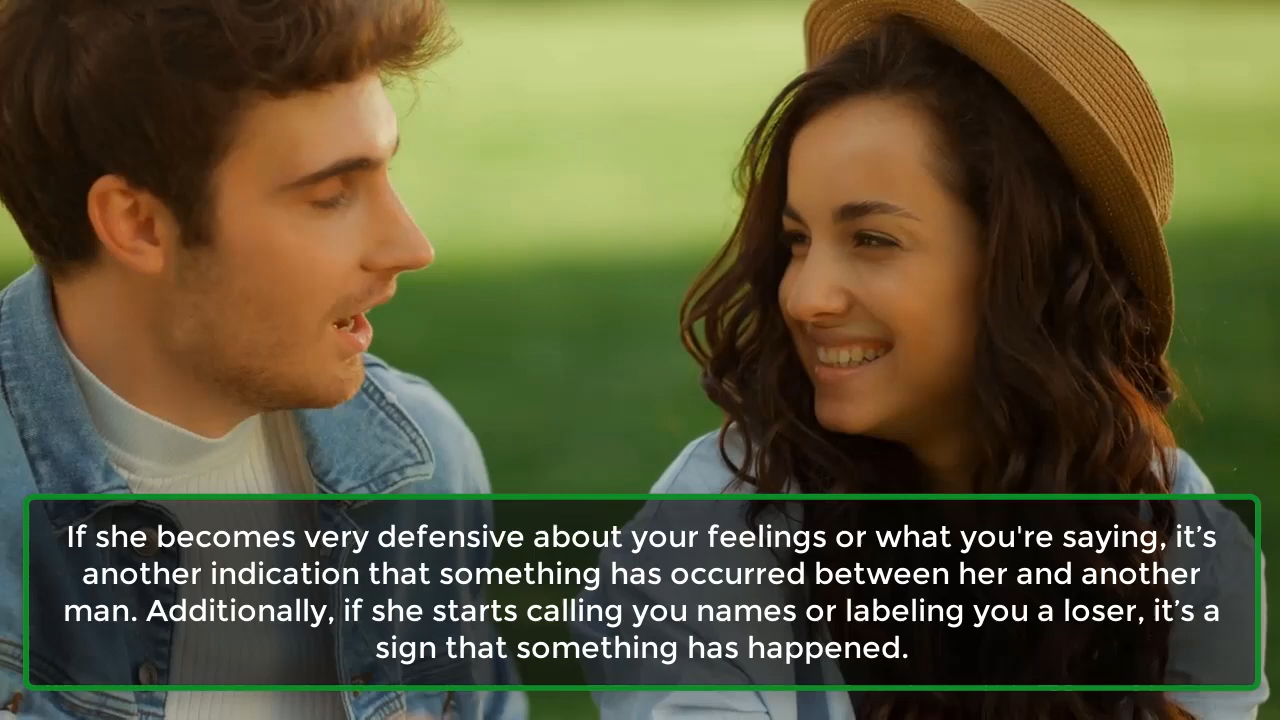 If she becomes very defensive about your feelings or what you're saying, it’s
another indication that something has occurred between her and another
man. Additionally, if she starts calling you names or labeling you a loser, it’s a
sign that something has happened.